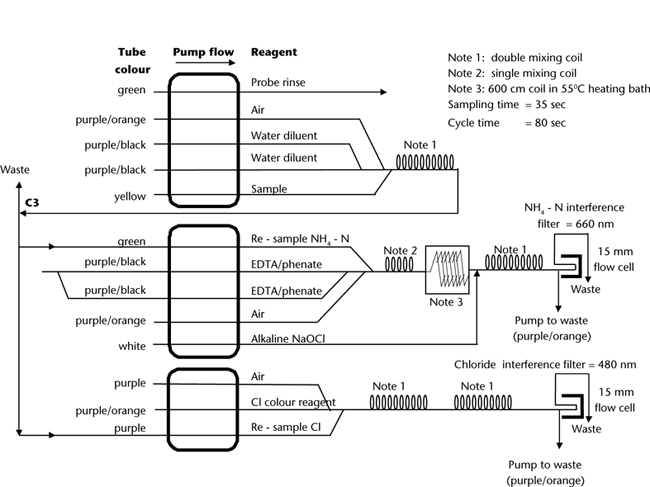 Tube colour
Pump flow
Reagent
green
Probe rinse
purple/orange
Air
purple/black
Water diluent
purple/black
Water diluent
yellow
Sample
Note 1
Note 1: double mixing coil
Note 2: single mixing coil
Note 3: 600 cm coil in 55⁰C heating bath
Sampling time = 35 sec
Cycle time = 80 sec
Waste
C3
green
Re - sample NH₄ - N
purple/black
EDTA/phenate
purple/black
EDTA/phenate
purple/orange
Air
white
Alkaline NaOCl
Note 2
Note 3
Note 1
NH₄ - N interference
filter = 660 nm
15 mm
flow cell
Waste
Pump to waste
(purple/orange)
purple
Air
purple/orange
Cl colour reagent
purple
Re - sample Cl
Note 1
Note 1
Chloride interference filter = 480 nm
15 mm
flow cell
Waste
Pump to waste
(purple/orange)